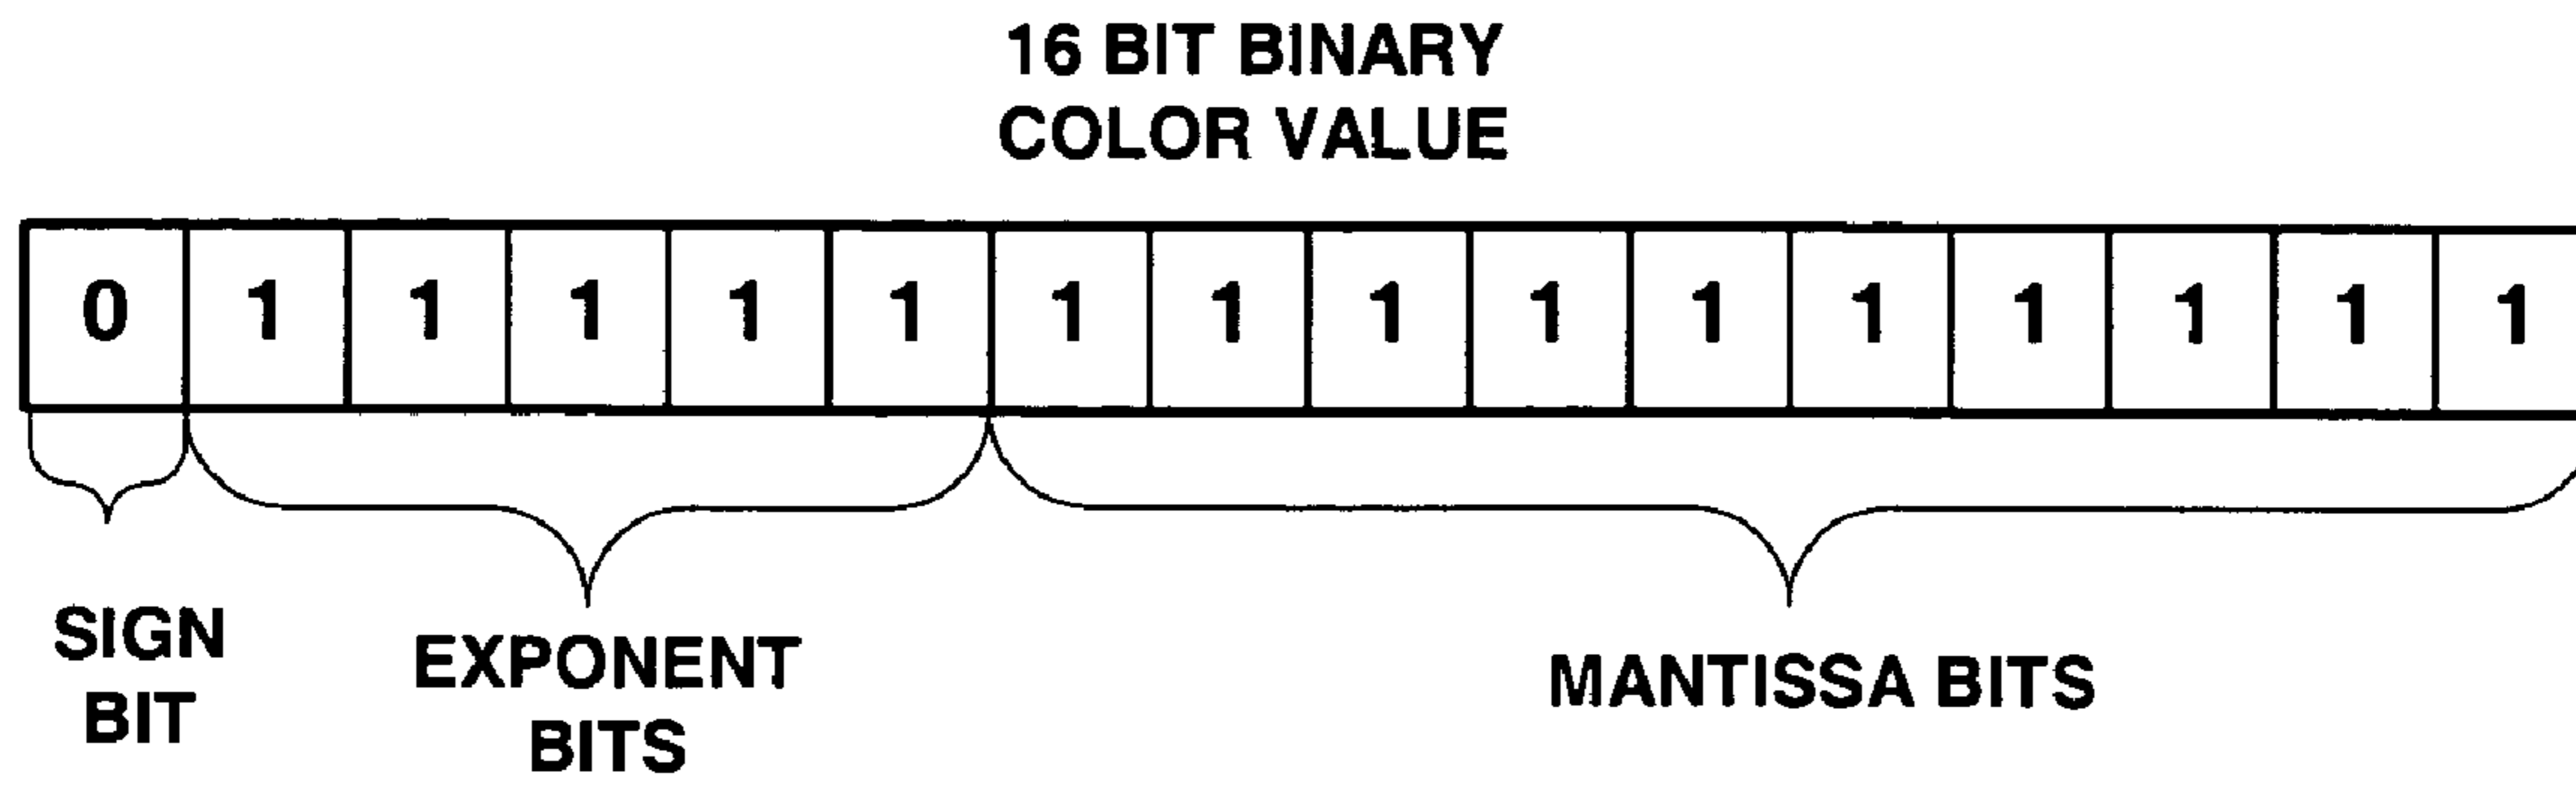 16 BIT BINARY
COLOR VALUE
0 1 1 1 1 1 1 1 1 1 1 1 1 1 1 1
SIGN
BIT
EXPONENT
BITS
MANTISSA BITS